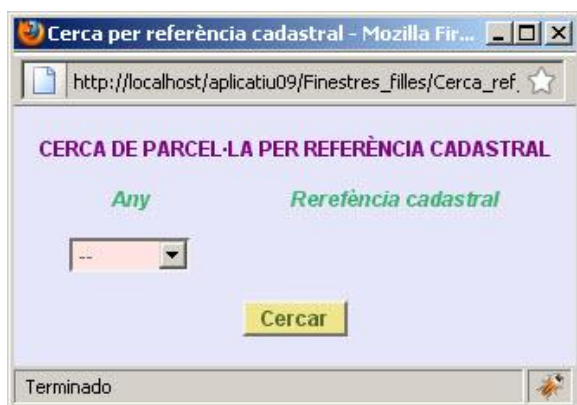 Cerca per referència cadastral - Mozilla Fir...
http://localhost/aplicatiu09/Finestres_filles/Cerca_ref_
CERCA DE PARCEL·LA PER REFERÈNCIA CADASTRAL
Any Rerefència cadastral
--
Cercar
Terminado